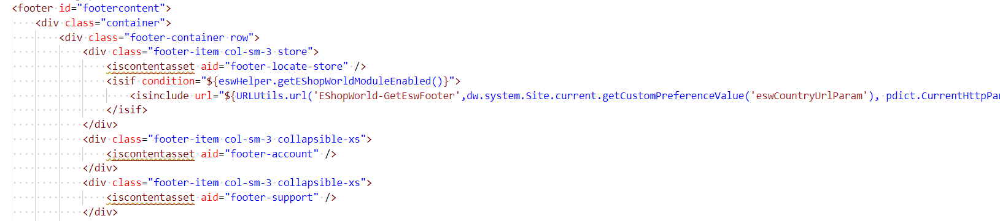 <footer id="footercontent">
<div class="container">
<div class="footer-container row">
<div class="footer-item col-sm-3 store">
<iscontentasset aid="footer-locate-store" />
<isif condition="${eswHelper.getEShopWorldModuleEnabled()}">
<isinclude url="${URLUtils.url('EShopWorld-GetEswFooter',dw.system.Site.current.getCustomPreferenceValue('eswCountryUrlParam'), pdict.CurrentHttpPar
</isif>
</div>
<div class="footer-item col-sm-3 collapsible-xs">
<iscontentasset aid="footer-account" />
</div>
<div class="footer-item col-sm-3 collapsible-xs">
<iscontentasset aid="footer-support" />
</div>